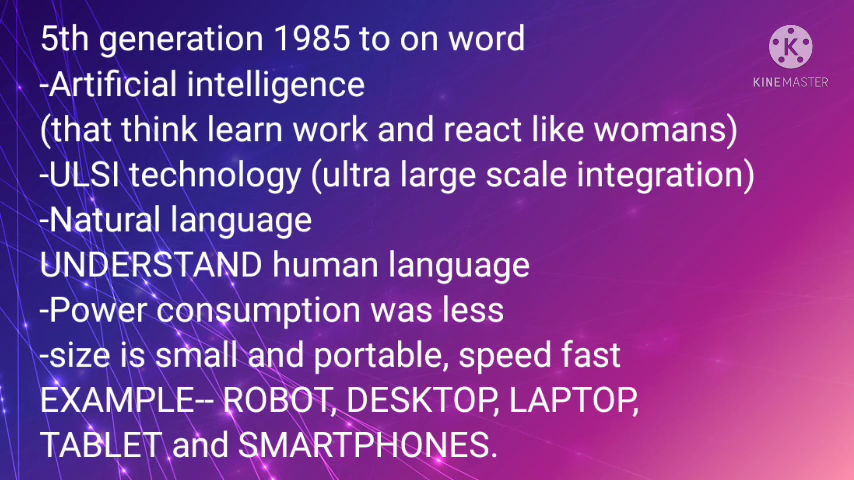 5th generation 1985 to on word
-Artificial intelligence
(that think learn work and react like womans)
-ULSI technology (ultra large scale integration)
-Natural language
UNDERSTAND human language
-Power consumption was less
-size is small and portable, speed fast
EXAMPLE-- ROBOT, DESKTOP, LAPTOP,
TABLET and SMARTPHONES.
K
KINEMASTER